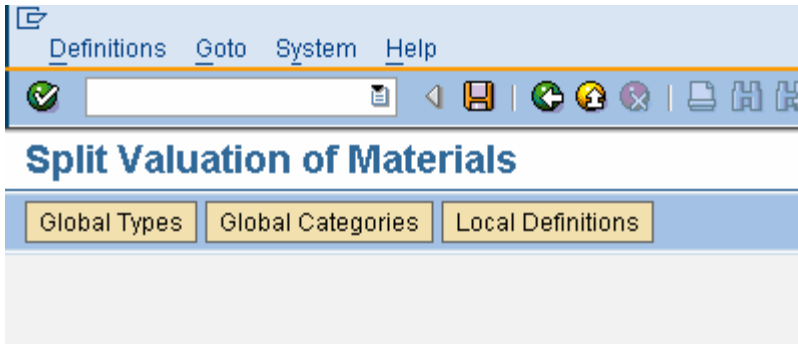 Definitions Goto System Help
Split Valuation of Materials
Global Types Global Categories Local Definitions